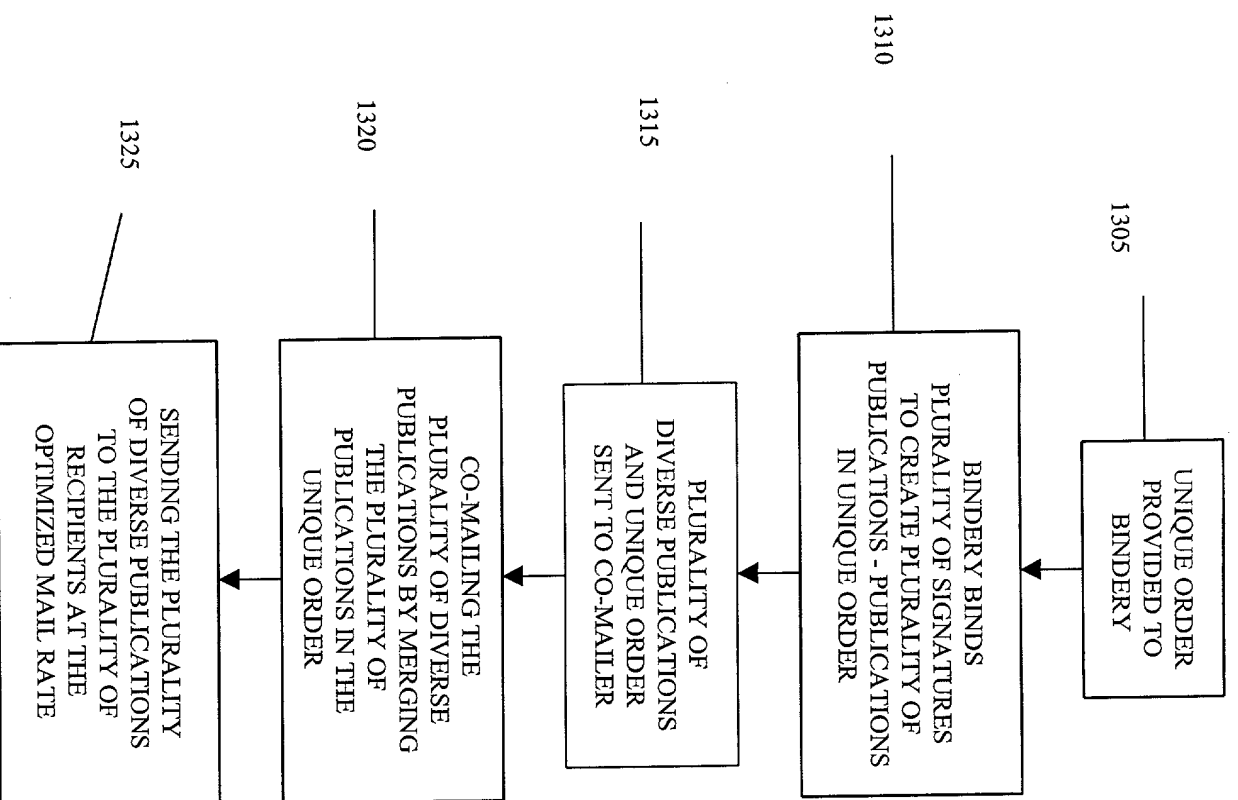 1305
UNIQUE ORDER
PROVIDED TO
BINDERY
1310
BINDERY BINDS
PLURALITY OF SIGNATURES
TO CREATE PLURALITY OF
PUBLICATIONS - PUBLICATIONS
IN UNIQUE ORDER
1315
PLURALITY OF
DIVERSE PUBLICATIONS
AND UNIQUE ORDER
SENT TO CO-MAILER
1320
CO-MAILING THE
PLURALITY OF DIVERSE
PUBLICATIONS BY MERGING
THE PLURALITY OF
PUBLICATIONS IN THE
UNIQUE ORDER
1325
SENDING THE PLURALITY
OF DIVERSE PUBLICATIONS
TO THE PLURALITY OF
RECIPIENTS AT THE
OPTIMIZED MAIL RATE